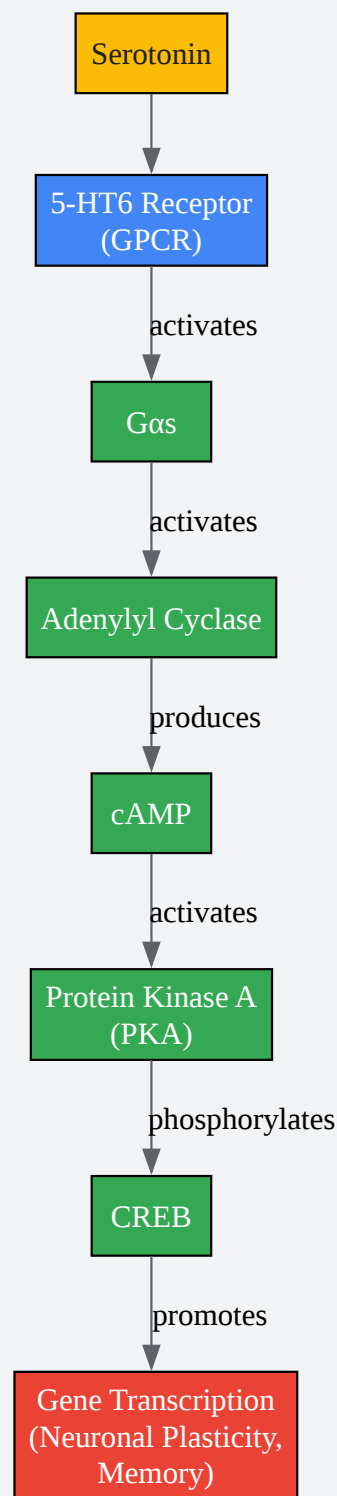 Serotonin
5-HT6 Receptor
(GPCR)
activates
Gαs
activates
Adenylyl Cyclase
produces
cAMP
activates
Protein Kinase A
(PKA)
phosphorylates
CREB
promotes
Gene Transcription
(Neuronal Plasticity,
Memory)